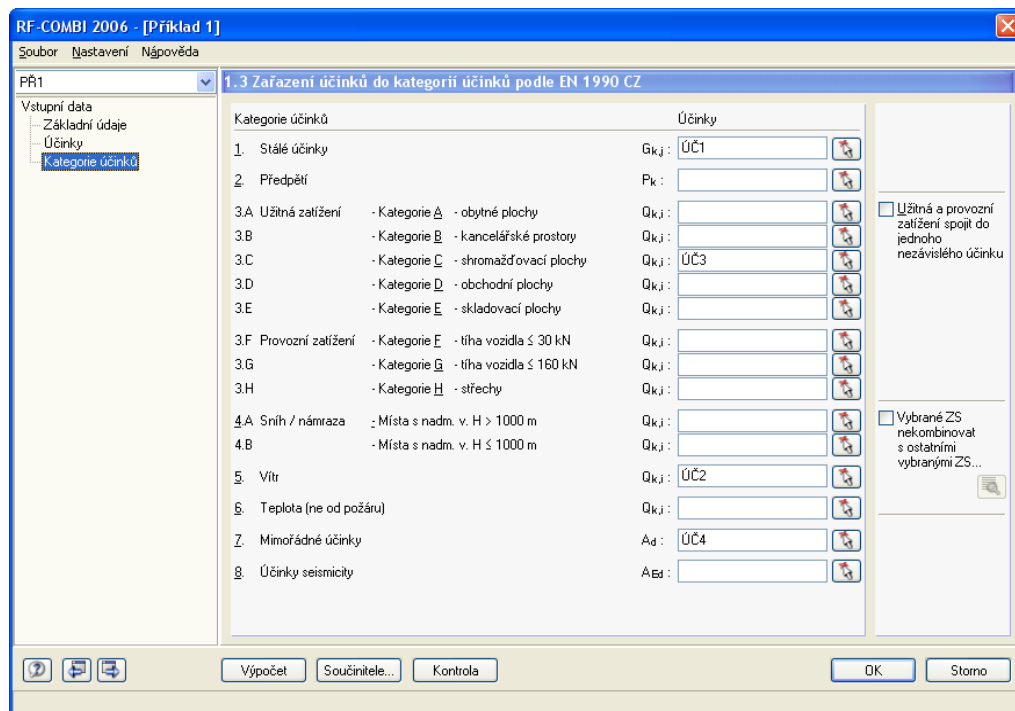 RF-COMBI 2006 - [Příklad 1]
Soubor Nastavení Nápověda
PŘ1
1.3 Zařazení účinků do kategorií účinků podle EN 1990 CZ
Vstupní data
Základní údaje
Účinky
Kategorie účinků
Kategorie účinků Účinky
1. Stálé účinky Gk,j : ÚČ1
2. Předpětí Pk :
3.A Užitná zatížení - Kategorie A - obytné plochy Qk,i :
3.B - Kategorie B - kancelářské prostory Qk,i :
3.C - Kategorie C - shromažďovací plochy Qk,i : ÚČ3
3.D - Kategorie D - obchodní plochy Qk,i :
3.E - Kategorie E - skladovací plochy Qk,i :
3.F Provozní zatížení - Kategorie F - tíha vozidla ≤ 30 kN Qk,i :
3.G - Kategorie G - tíha vozidla ≤ 160 kN Qk,i :
3.H - Kategorie H - střechy Qk,i :
4.A Sníh / námraza - Místa s nadm. v. H > 1000 m Qk,i :
4.B - Místa s nadm. v. H ≤ 1000 m Qk,i :
5. Vítr Qk,i : ÚČ2
6. Teplota (ne od požáru) Qk,i :
7. Mimořádné účinky Ad : ÚČ4
8. Účinky seismicity AEd :
Užitná a provozní
zatížení spojit do
jednoho
nezávislého účinku
Vybrané ZS
nekombinovat
s ostatními
vybranými ZS...
Výpočet Součinitele... Kontrola OK Storno